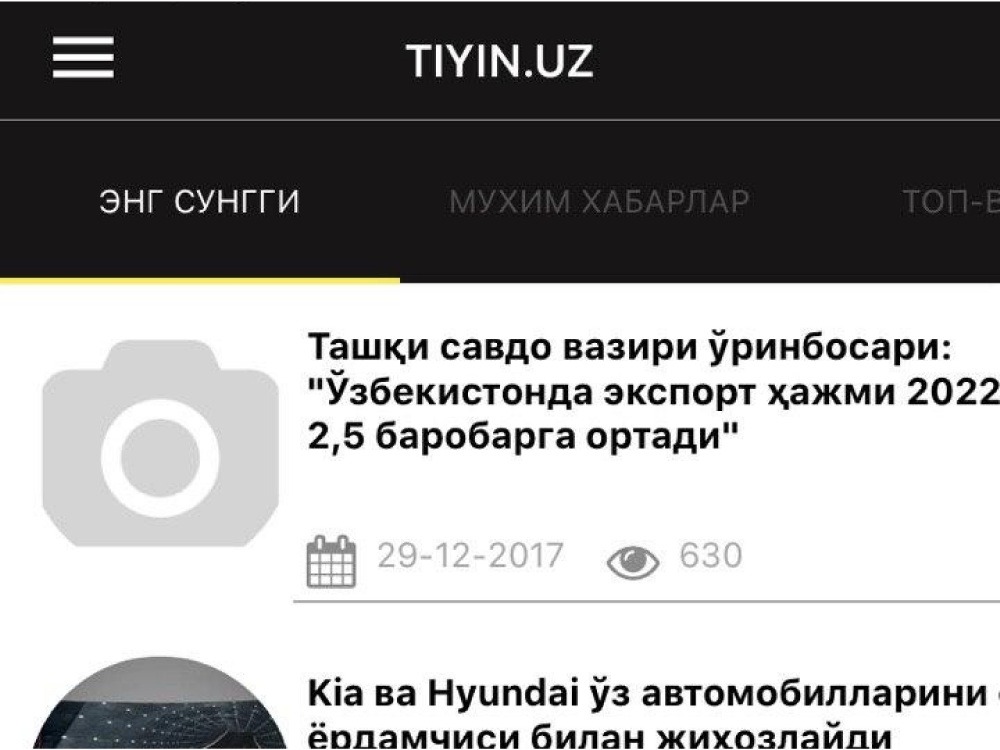 TIYIN.UZ
ЭНГ СУНГГИ
МУХИМ ХАБАРЛАР
ТОП-В
Ташқи савдо вазири ўринбосари:
"Ўзбекистонда экспорт ҳажми 2022
2,5 баробарга ортади"
29-12-2017
630
Kia ва Hyundai ўз автомобилларини
ёрдамчиси билан жиҳозлайди